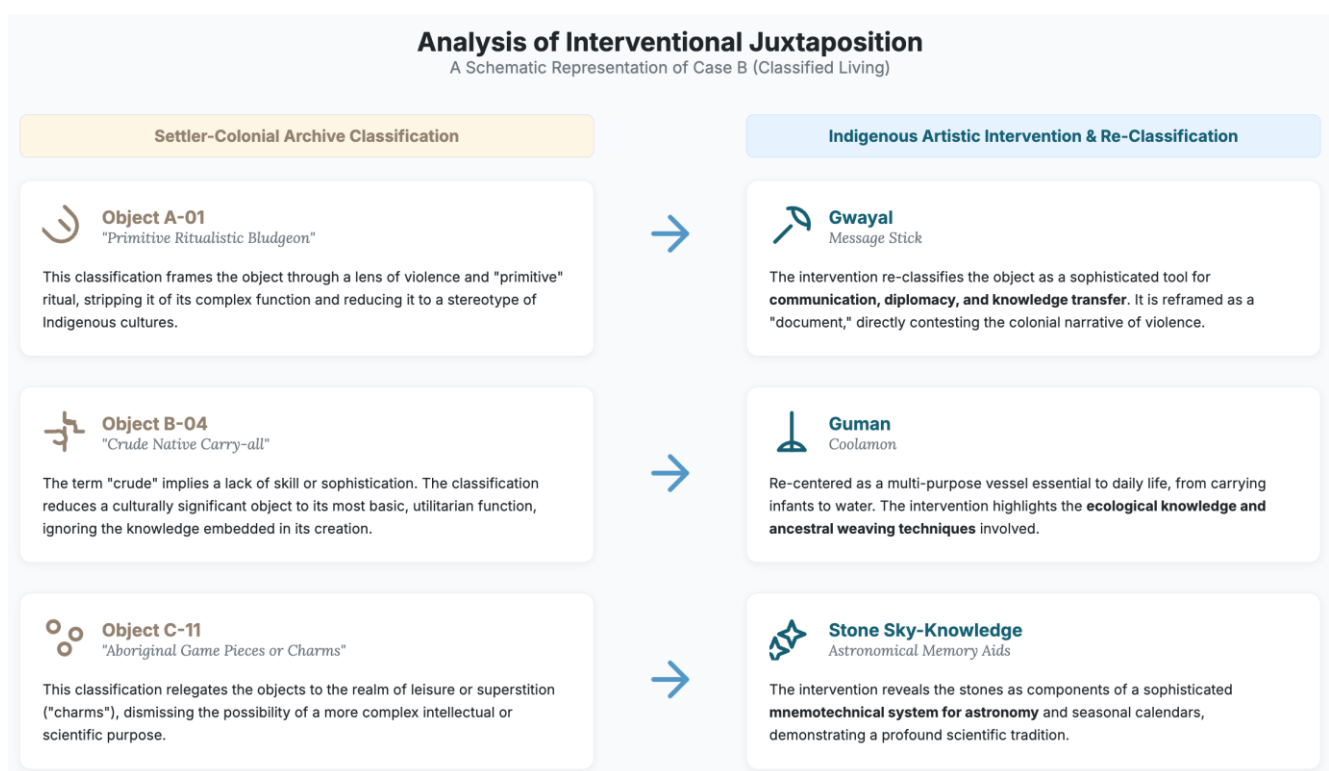 Analysis of Interventional Juxtaposition
A Schematic Representation of Case B (Classified Living)
Settler-Colonial Archive Classification
Indigenous Artistic Intervention & Re-Classification
Object A-01
"Primitive Ritualistic Bludgeon"
This classification frames the object through a lens of violence and "primitive"
ritual, stripping it of its complex function and reducing it to a stereotype of
Indigenous cultures.
Gwayal
Message Stick
The intervention re-classifies the object as a sophisticated tool for
communication, diplomacy, and knowledge transfer. It is reframed as a
"document," directly contesting the colonial narrative of violence.
Object B-04
"Crude Native Carry-all"
The term "crude" implies a lack of skill or sophistication. The classification
reduces a culturally significant object to its most basic, utilitarian function,
ignoring the knowledge embedded in its creation.
Guman
Coolamon
Re-centered as a multi-purpose vessel essential to daily life, from carrying
infants to water. The intervention highlights the ecological knowledge and
ancestral weaving techniques involved.
Object C-11
"Aboriginal Game Pieces or Charms"
This classification relegates the objects to the realm of leisure or superstition
("charms"), dismissing the possibility of a more complex intellectual or
scientific purpose.
Stone Sky-Knowledge
Astronomical Memory Aids
The intervention reveals the stones as components of a sophisticated
mnemotechnical system for astronomy and seasonal calendars,
demonstrating a profound scientific tradition.